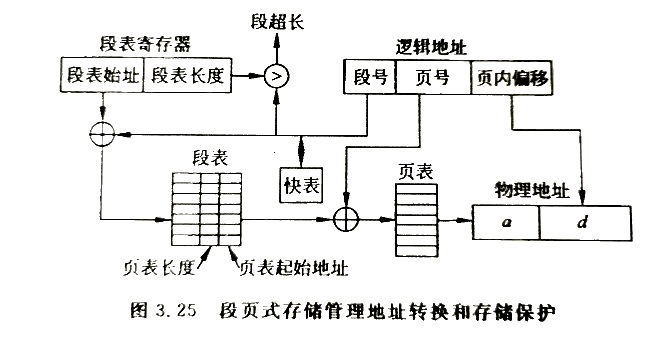 段超长
段表寄存器
逻辑地址
段表始址 段表长度
>
段号 页号 页内偏移
段表
快表
页表
物理地址
a d
页表长度 页表起始地址
图 3.25 段页式存储管理地址转换和存储保护